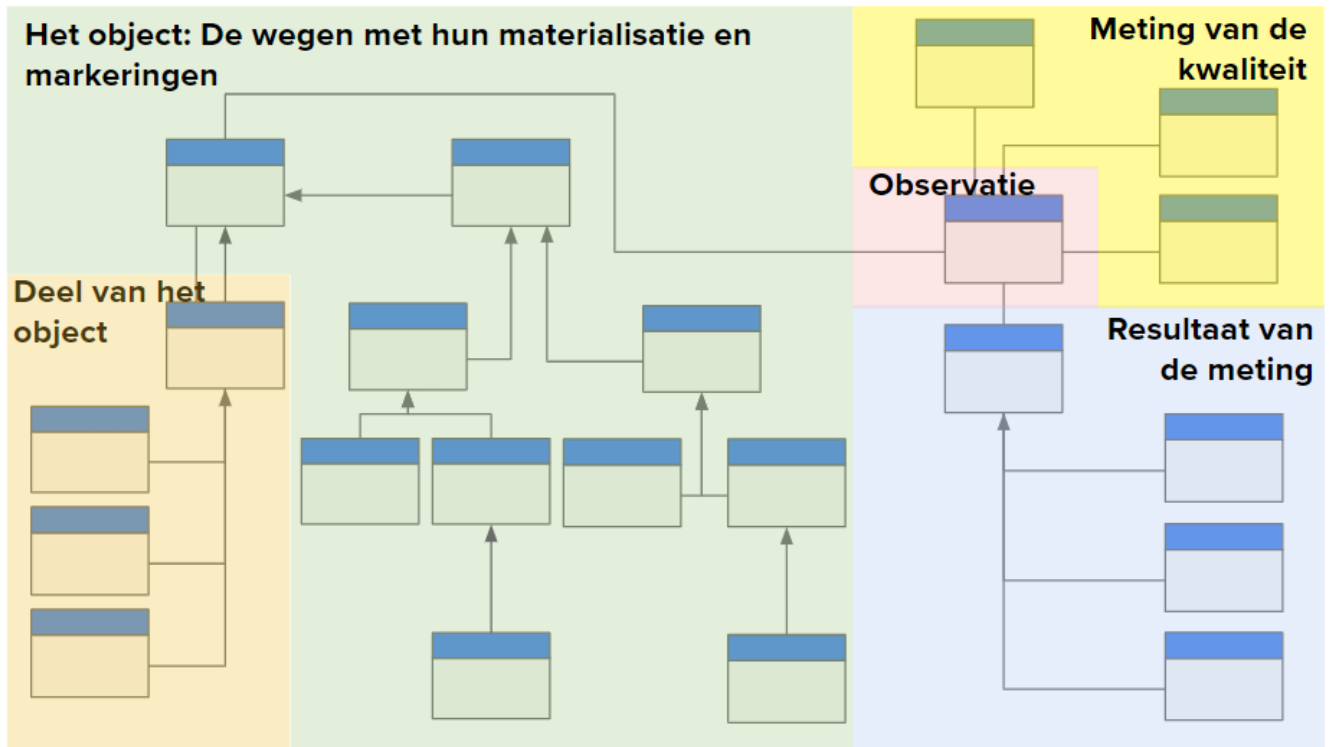 Het object: De wegen met hun materialisatie en
markeringen
Meting van de
kwaliteit
Observatie
Deel van het
object
Resultaat van
de meting